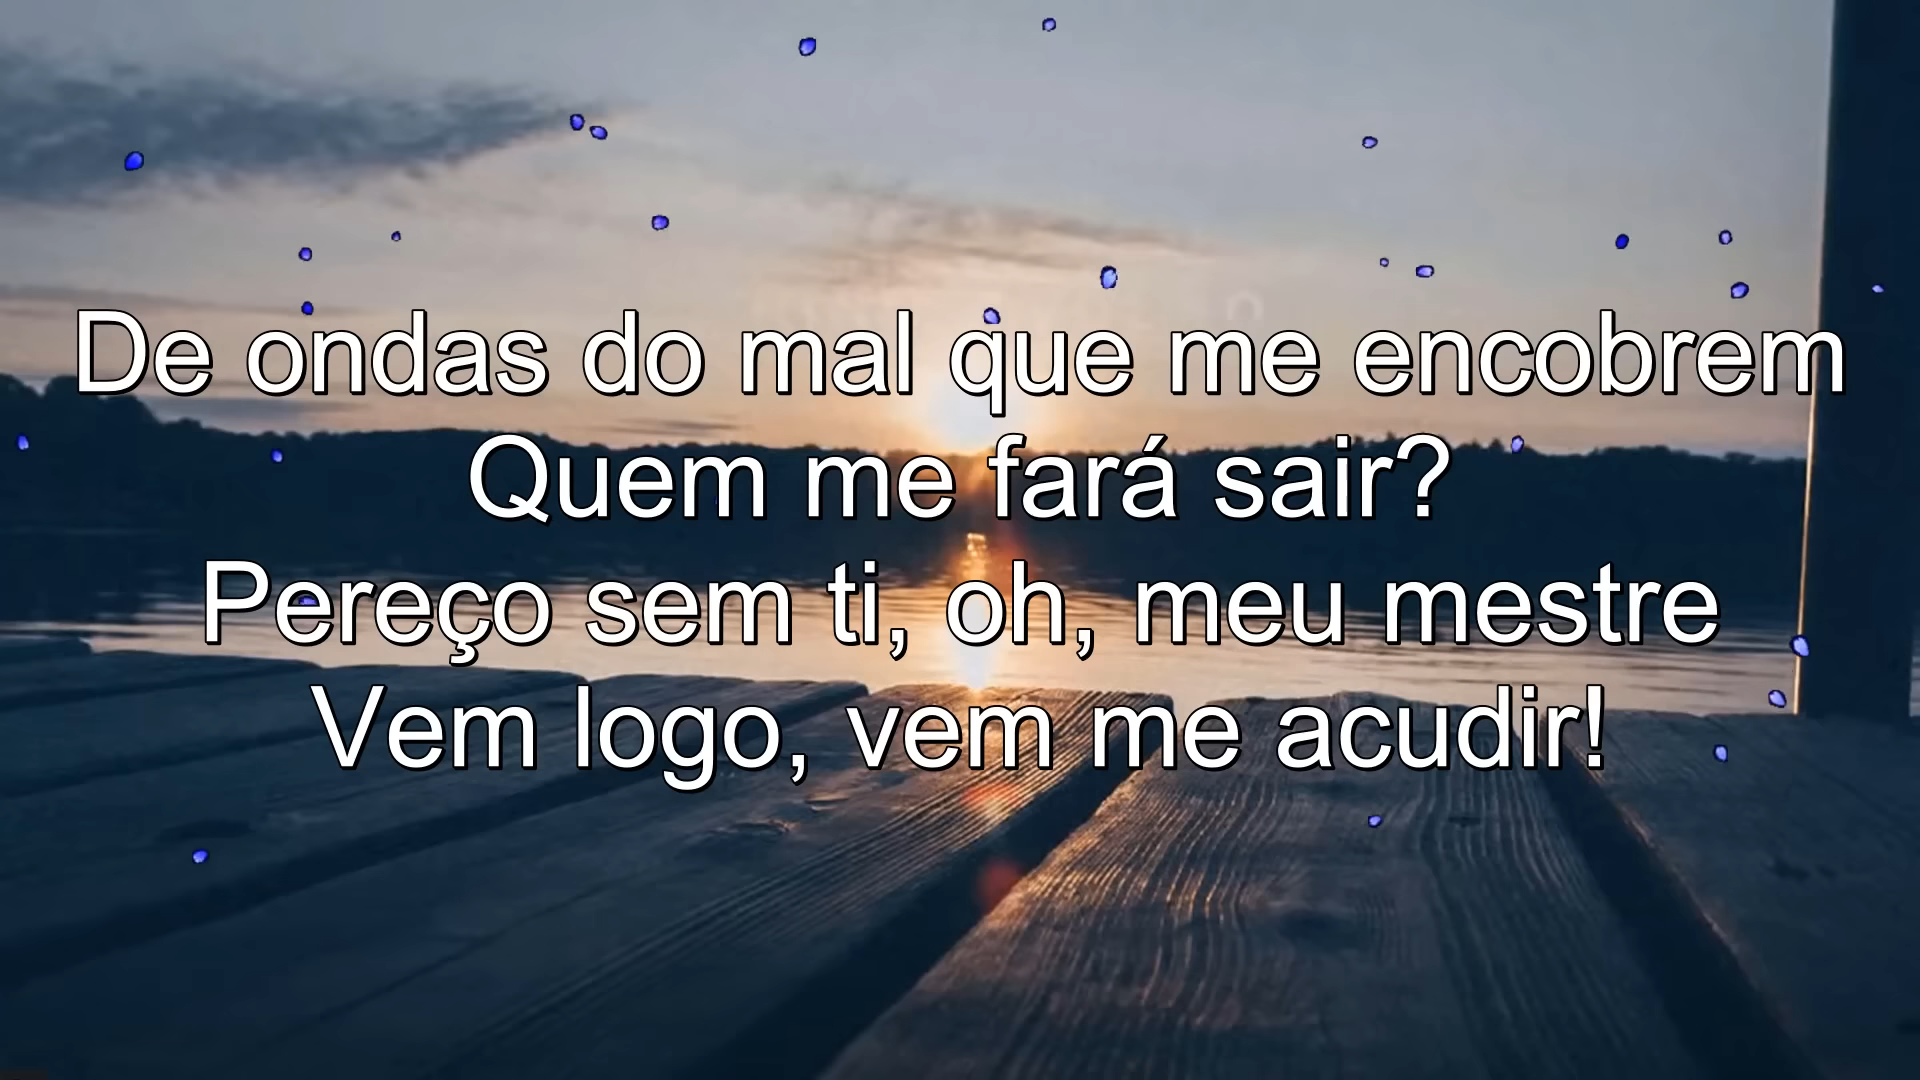 De ondas do mal que me encobrem
Quem me fará sair?
Pereço sem ti, oh, meu mestre
Vem logo, vem me acudir!